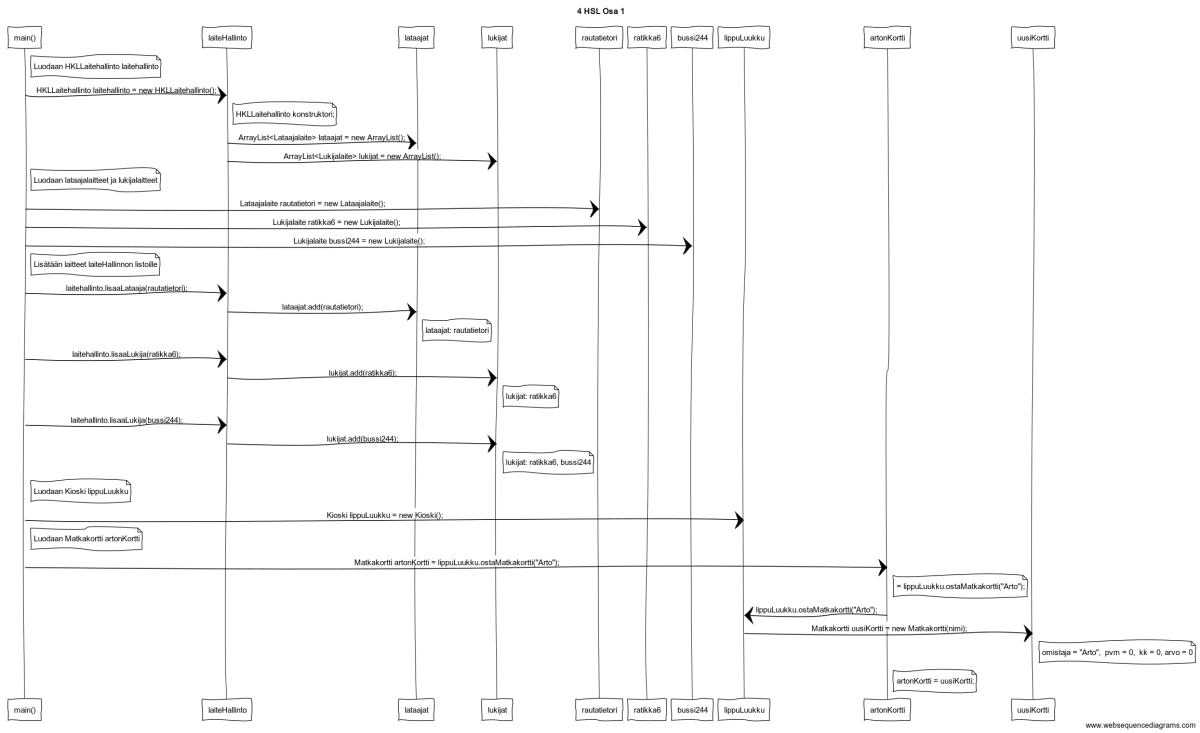 4 HSL Osa 1
main()
laiteHallinto
lataajat
lukijat
rautatietori
ratikka6
bussi244
lippuLuukku
artonKortti
uusiKortti
Luodaan HKLLaitehallinto laitehallinto
HKLLaitehallinto laitehallinto = new HKLLaitehallinto();
HKLLaitehallinto konstruktori;
ArrayList<Lataajalaite> lataajat = new ArrayList();
ArrayList<Lukijalaite> lukijat = new ArrayList();
Luodaan lataajalaitteet ja lukijalaitteet
Lataajalaite rautatietori = new Lataajalaite();
Lukijalaite ratikka6 = new Lukijalaite();
Lukijalaite bussi244 = new Lukijalaite();
Lisätään laitteet laiteHallinnon listoille
laitehallinto.lisaaLataaja(rautatietori);
lataajat.add(rautatietori);
lataajat: rautatietori
laitehallinto.lisaaLukija(ratikka6);
lukijat.add(ratikka6);
lukijat: ratikka6
laitehallinto.lisaaLukija(bussi244);
lukijat.add(bussi244);
lukijat: ratikka6, bussi244
Luodaan Kioski lippuLuukku
Kioski lippuLuukku = new Kioski();
Luodaan Matkakortti artonKortti
Matkakortti artonKortti = lippuLuukku.ostaMatkakortti("Arto");
= lippuLuukku.ostaMatkakortti("Arto");
lippuLuukku.ostaMatkakortti("Arto");
Matkakortti uusiKortti = new Matkakortti(nimi);
omistaja = "Arto", pvm = 0, kk = 0, arvo = 0
artonKortti = uusiKortti;
main()
laiteHallinto
lataajat
lukijat
rautatietori
ratikka6
bussi244
lippuLuukku
artonKortti
uusiKortti
www.websequencediagrams.com